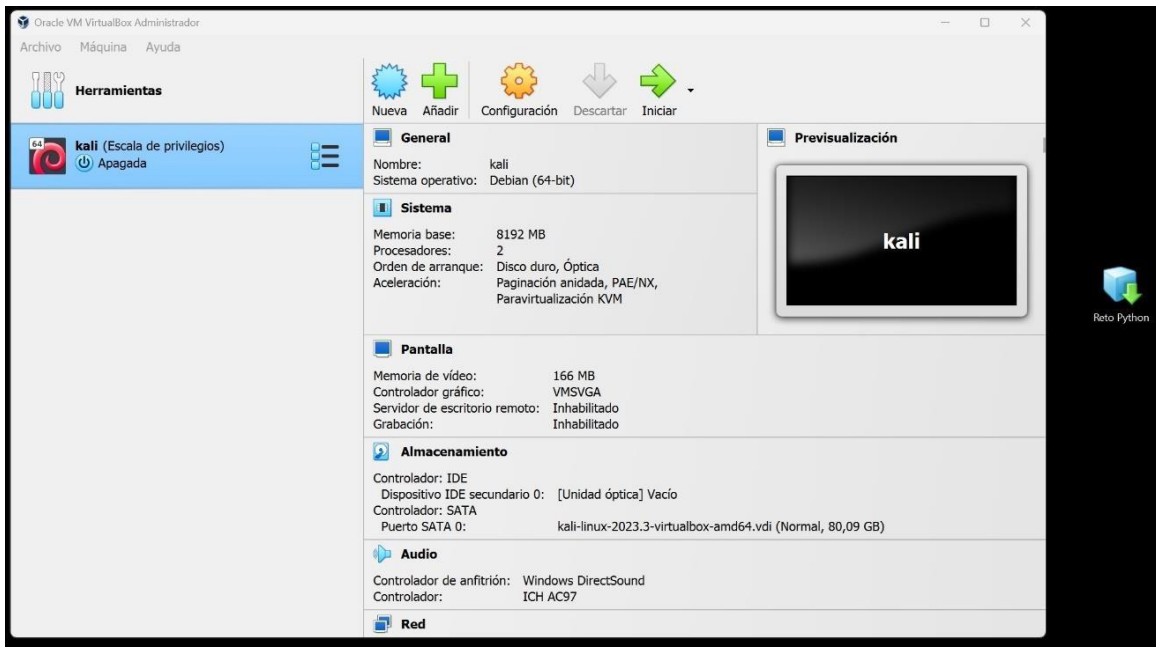 Oracle VM VirtualBox Administrador
Archivo Máquina Ayuda
Herramientas
Nueva Añadir Configuración Descartar Iniciar
64 kali (Escala de privilegios)
Apagada
General
Nombre: kali
Sistema operativo: Debian (64-bit)
Sistema
Memoria base: 8192 MB
Procesadores: 2
Orden de arranque: Disco duro, Óptica
Aceleración: Paginación anidada, PAE/NX,
Paravirtualización KVM
Previsualización
kali
Pantalla
Memoria de vídeo: 166 MB
Controlador gráfico: VMSVGA
Servidor de escritorio remoto: Inhabilitado
Grabación: Inhabilitado
Almacenamiento
Controlador: IDE
Dispositivo IDE secundario 0: [Unidad óptica] Vacío
Controlador: SATA
Puerto SATA 0: kali-linux-2023.3-virtualbox-amd64.vdi (Normal, 80,09 GB)
Audio
Controlador de anfitrión: Windows DirectSound
Controlador: ICH AC97
Red
Reto Python